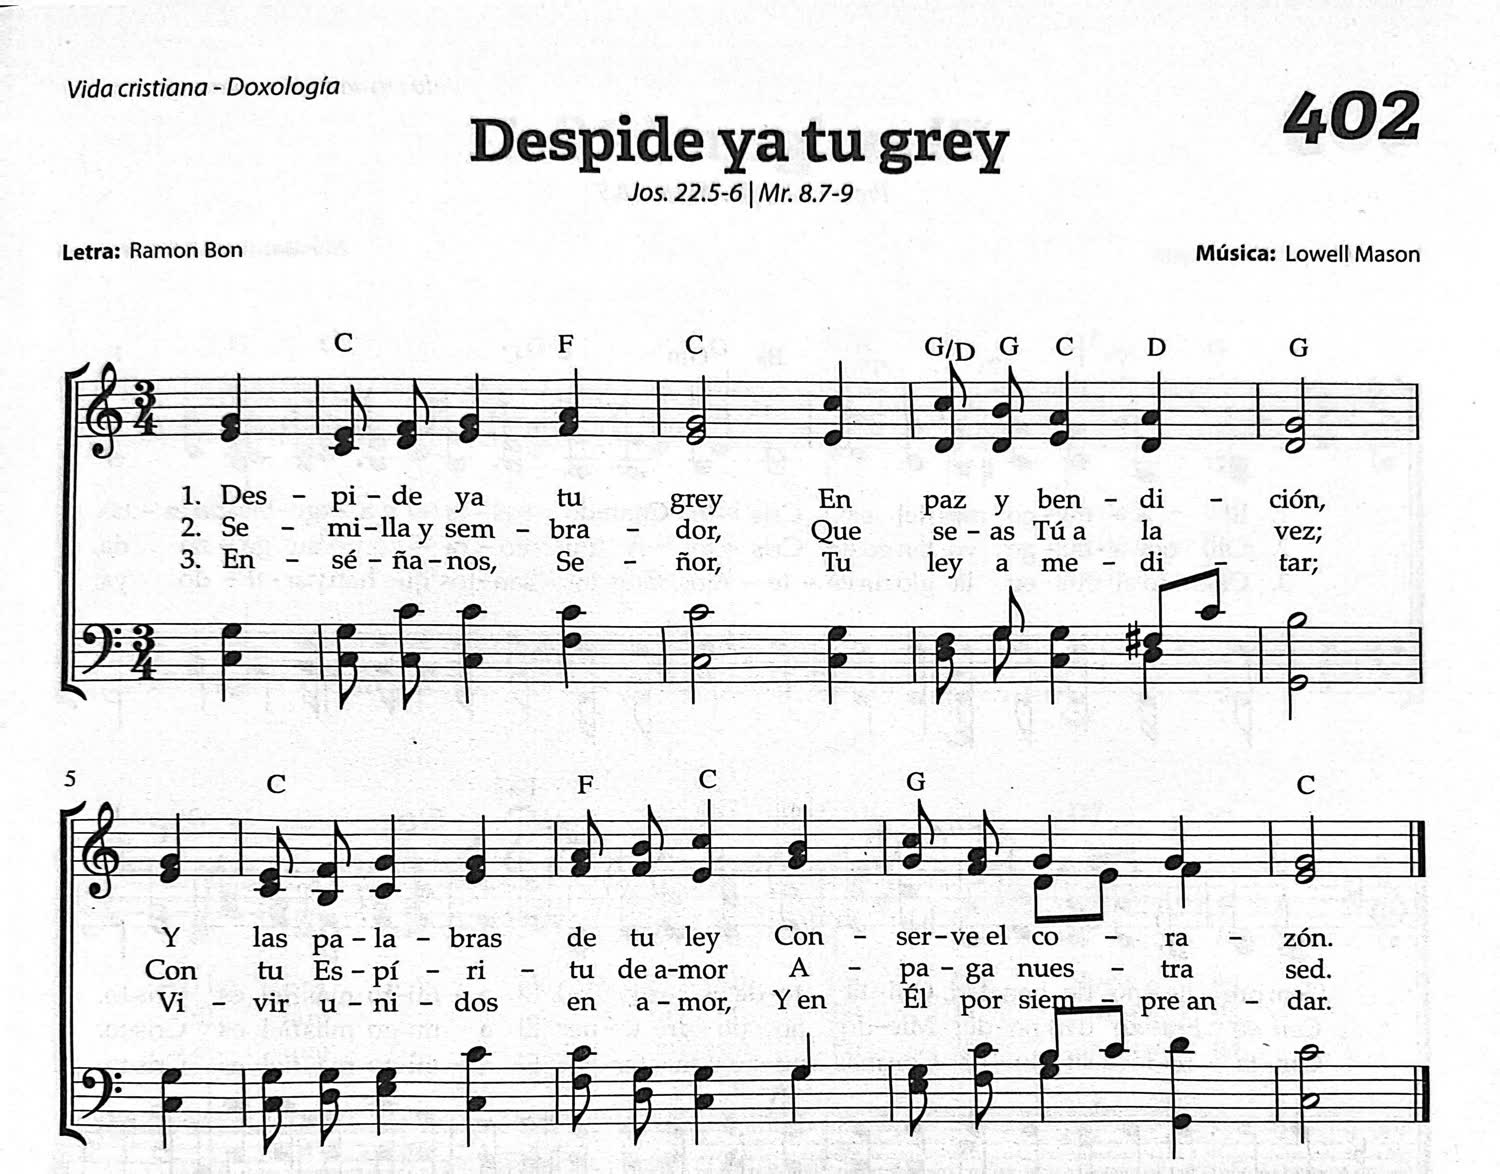 Vida cristiana - Doxología
402
Despide ya tu grey
Jos. 22.5-6 | Mr. 8.7-9
Letra: Ramon Bon
Música: Lowell Mason
C F C G/D G C D G
3 4
1. Des – pi – de ya tu grey En paz y ben – di – ción,
2. Se – mi – lla y sem – bra – dor, Que se – as Tú a la vez;
3. En – sé – ña – nos, Se – ñor, Tu ley a me – di – tar;
3 4
5
C F C G C
Y las pa – la – bras de tu ley Con – ser – ve el co – ra – zón.
Con tu Es – pí – ri – tu de a – mor A – pa – ga nues – tra sed.
Vi – vir u – ni – dos en a – mor, Y en Él por siem – pre an – dar.